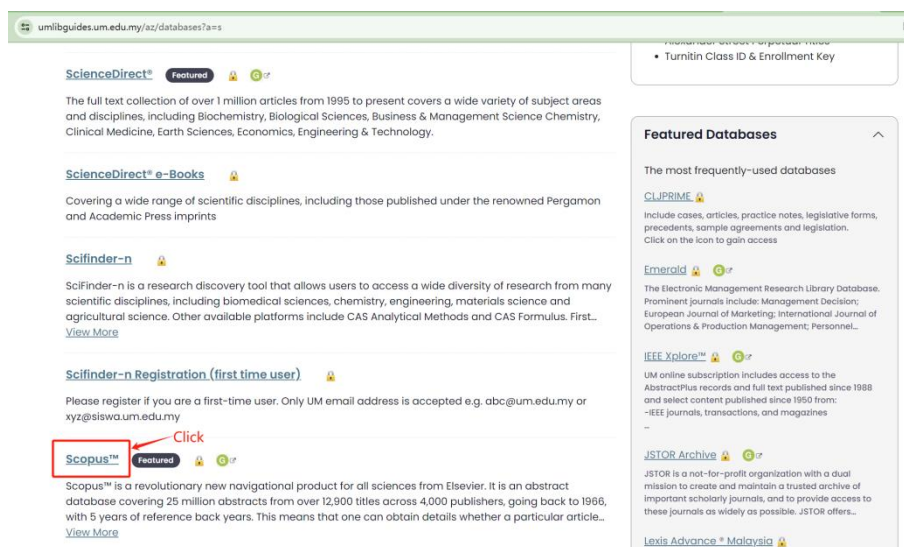 umlibguides.um.edu.my/az/databases?a=s
ScienceDirect® Featured
The full text collection of over 1 million articles from 1995 to present covers a wide variety of subject areas
and disciplines, including Biochemistry, Biological Sciences, Business & Management Science Chemistry,
Clinical Medicine, Earth Sciences, Economics, Engineering & Technology.
ScienceDirect® e-Books
Covering a wide range of scientific disciplines, including those published under the renowned Pergamon
and Academic Press imprints
Scifinder-n
SciFinder-n is a research discovery tool that allows users to access a wide diversity of research from many
scientific disciplines, including biomedical sciences, chemistry, engineering, materials science and
agricultural science. Other available platforms include CAS Analytical Methods and CAS Formulus. First...
View More
Scifinder-n Registration (first time user)
Please register if you are a first-time user. Only UM email address is accepted e.g. abc@um.edu.my or
xyz@siswa.um.edu.my
Click
Scopus™ Featured
Scopus™ is a revolutionary new navigational product for all sciences from Elsevier. It is an abstract
database covering 25 million abstracts from over 12,900 titles across 4,000 publishers, going back to 1966,
with 5 years of reference back years. This means that one can obtain details whether a particular article...
View More
Alexander Street Perpetual Titles
• Turnitin Class ID & Enrollment Key
Featured Databases
The most frequently-used databases
CLJPRIME
Include cases, articles, practice notes, legislative forms,
precedents, sample agreements and legislation.
Click on the icon to gain access
Emerald
The Electronic Management Research Library Database.
Prominent journals include: Management Decision;
European Journal of Marketing; International Journal of
Operations & Production Management; Personnel...
IEEE Xplore™
UM online subscription includes access to the
AbstractPlus records and full text published since 1988
and select content published since 1950 from:
-IEEE journals, transactions, and magazines
...
JSTOR Archive
JSTOR is a not-for-profit organization with a dual
mission to create and maintain a trusted archive of
important scholarly journals, and to provide access to
these journals as widely as possible. JSTOR offers...
Lexis Advance ® Malaysia